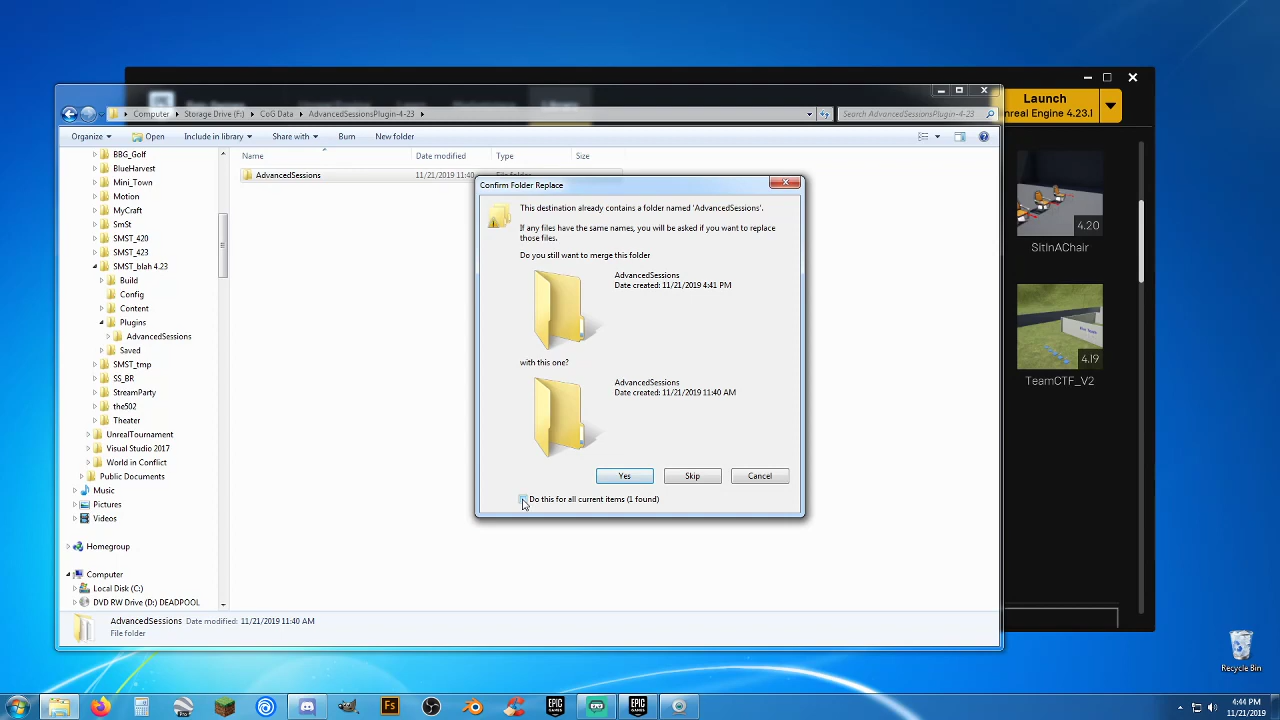 Launch
nreal Engine 4.23.1
Computer
Storage Drive (F:)
CoG Data
AdvancedSessionsPlugin-4-23
Search AdvancedSessionsPlugin-4-23
Organize
Open
Include in library
Share with
Burn
New folder
Name
Date modified
Type
Size
AdvancedSessions
11/21/2019 11:40
BBG_Golf
BlueHarvest
Mini_Town
Motion
MyCraft
SmSt
SMST_420
SMST_423
SMST_blah 4.23
Build
Config
Content
Plugins
AdvancedSessions
Saved
SMST_tmp
SS_BR
StreamParty
the502
Theater
UnrealTournament
Visual Studio 2017
World in Conflict
Public Documents
Music
Pictures
Videos
Homegroup
Computer
Local Disk (C:)
DVD RW Drive (D:) DEADPOOL
Confirm Folder Replace
This destination already contains a folder named 'AdvancedSessions'.
If any files have the same names, you will be asked if you want to replace
those files.
Do you still want to merge this folder
AdvancedSessions
Date created: 11/21/2019 4:41 PM
with this one?
AdvancedSessions
Date created: 11/21/2019 11:40 AM
Yes
Skip
Cancel
Do this for all current items (1 found)
4.20
SitInAChair
4.19
TeamCTF_V2
AdvancedSessions Date modified: 11/21/2019 11:40 AM
File folder
Recycle Bin
Pro
Fs
EPIC
GAMES
EPIC
GAMES
4:44 PM
11/21/2019